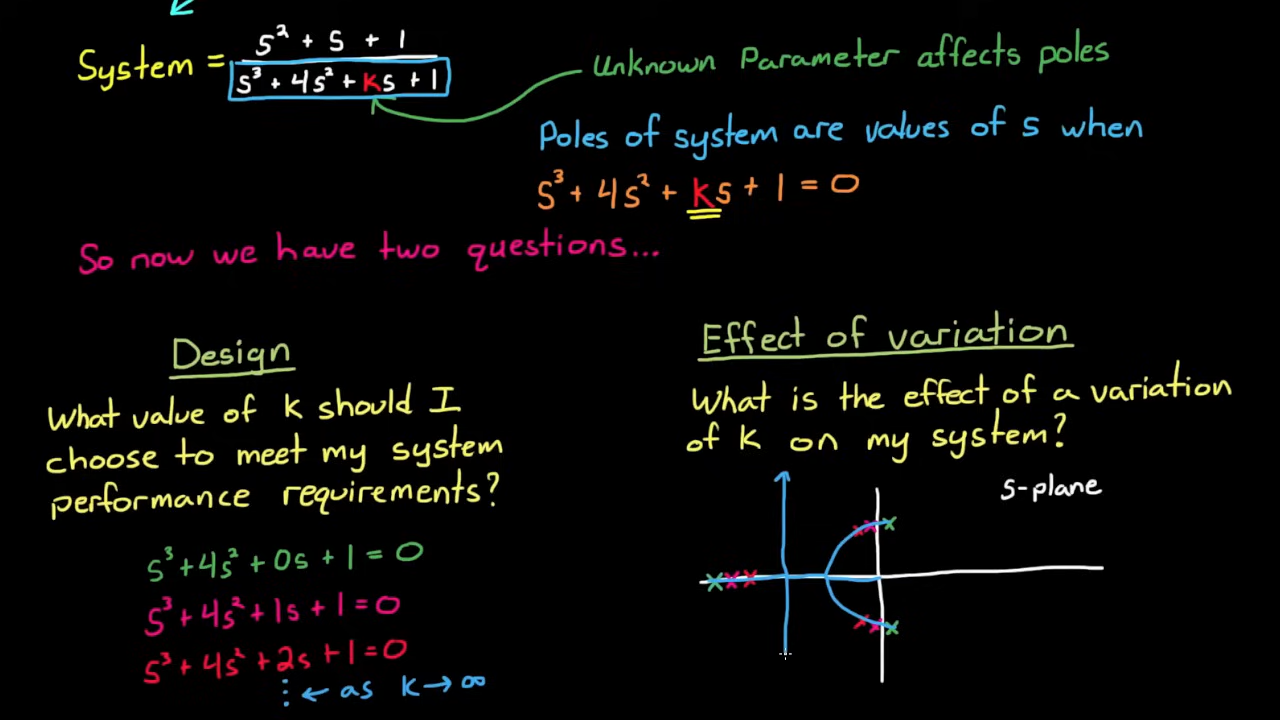 System = s² + s + 1
s³ + 4s² + ks + 1
Unknown Parameter affects poles
Poles of system are values of s when
s³ + 4s² + ks + 1 = 0
So now we have two questions...
Design
What value of k should I
choose to meet my system
performance requirements?
s³ + 4s² + 0s + 1 = 0
s³ + 4s² + 1s + 1 = 0
s³ + 4s² + 2s + 1 = 0
⋮ ← as k → ∞
Effect of variation
What is the effect of a variation
of k on my system?
s-plane